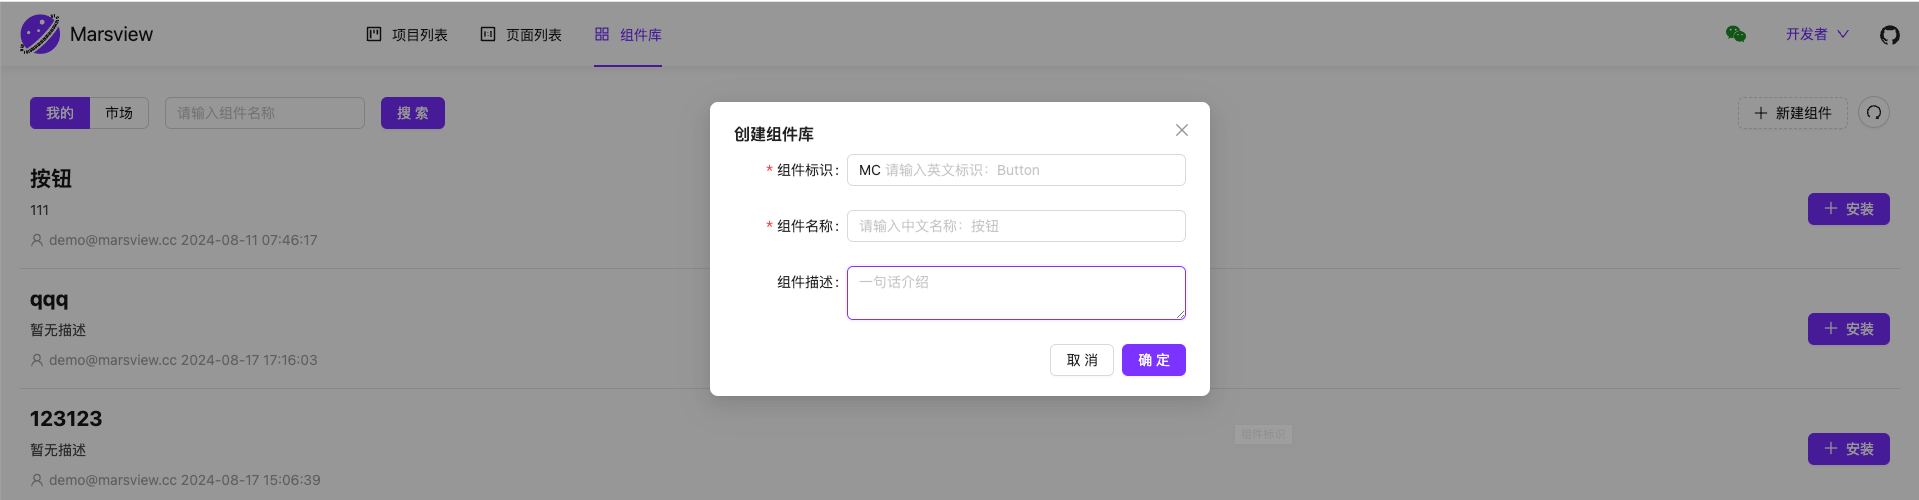 Marsview
项目列表
页面列表
组件库
开发者
我的
市场
请输入组件名称
搜 索
新建组件
按钮
111
demo@marsview.cc 2024-08-11 07:46:17
安装
qqq
暂无描述
demo@marsview.cc 2024-08-17 17:16:03
安装
123123
暂无描述
demo@marsview.cc 2024-08-17 15:06:39
安装
创建组件库
* 组件标识:
MC 请输入英文标识：Button
* 组件名称:
请输入中文名称：按钮
组件描述:
一句话介绍
取 消
确 定
组件标识